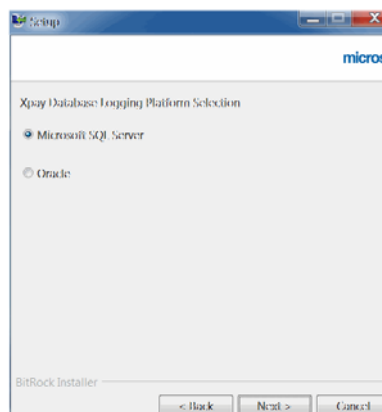 Setup
micros
Xpay Database Logging Platform Selection
Microsoft SQL Server
Oracle
BitRock Installer
< Back Next > Cancel